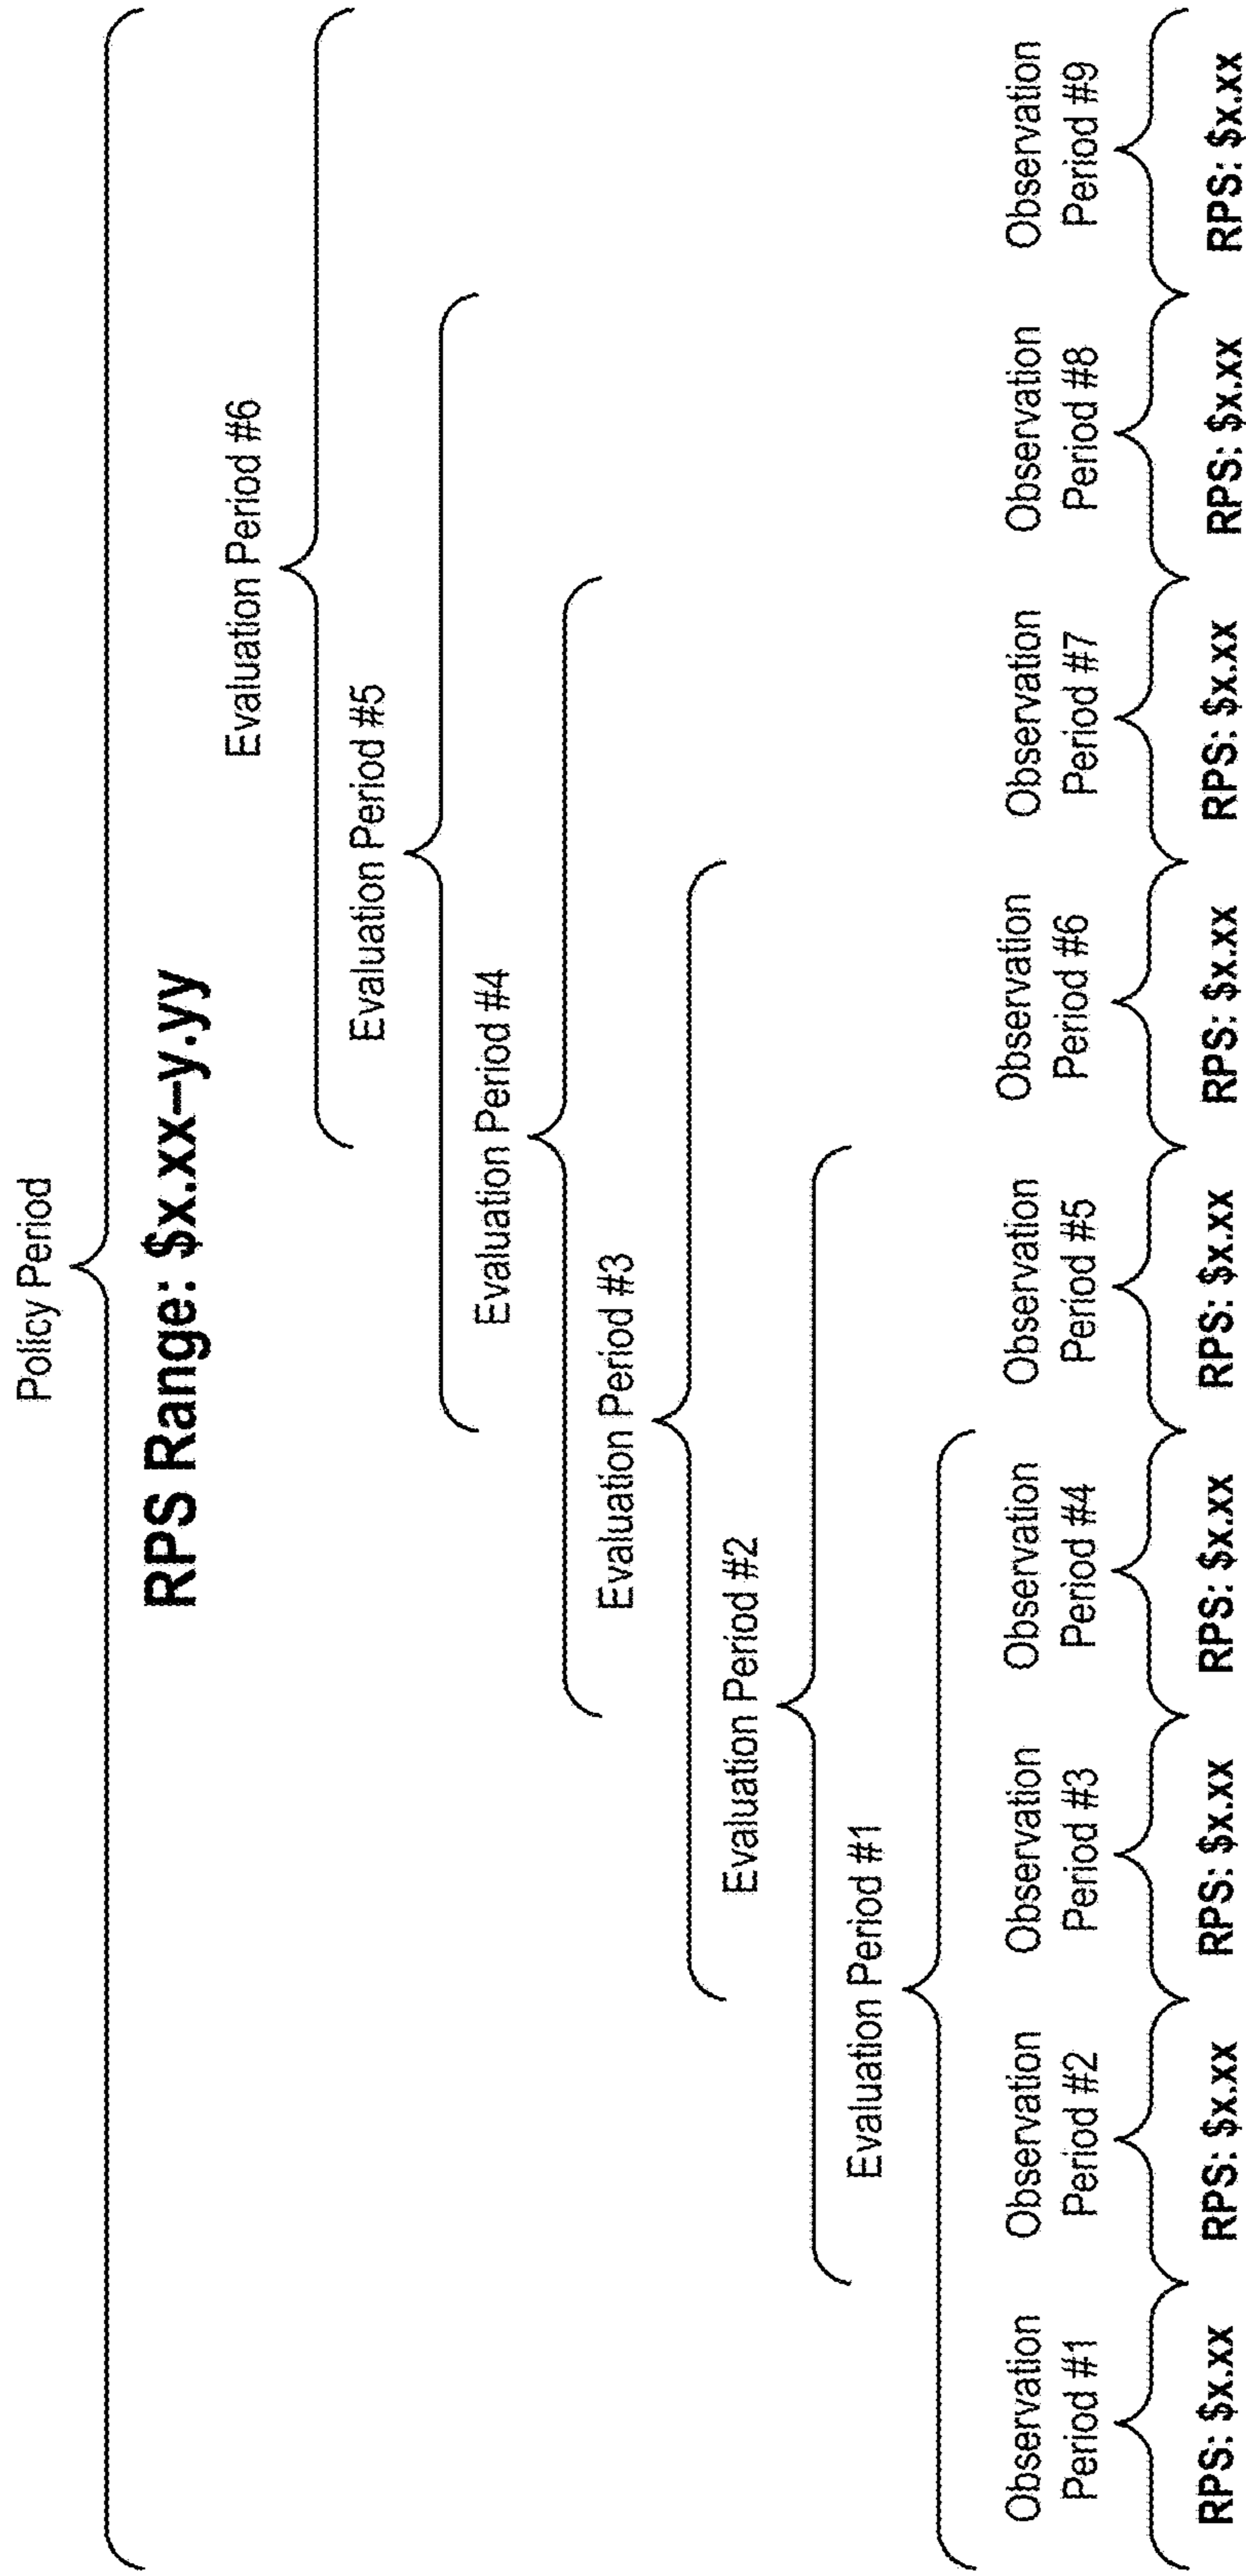 Policy Period
RPS Range: $x.xx–y.yy
Evaluation Period #6
Evaluation Period #5
Evaluation Period #4
Evaluation Period #3
Evaluation Period #2
Evaluation Period #1
Observation
Period #1
Observation
Period #2
Observation
Period #3
Observation
Period #4
Observation
Period #5
Observation
Period #6
Observation
Period #7
Observation
Period #8
Observation
Period #9
RPS: $x.xx
RPS: $x.xx
RPS: $x.xx
RPS: $x.xx
RPS: $x.xx
RPS: $x.xx
RPS: $x.xx
RPS: $x.xx
RPS: $x.xx